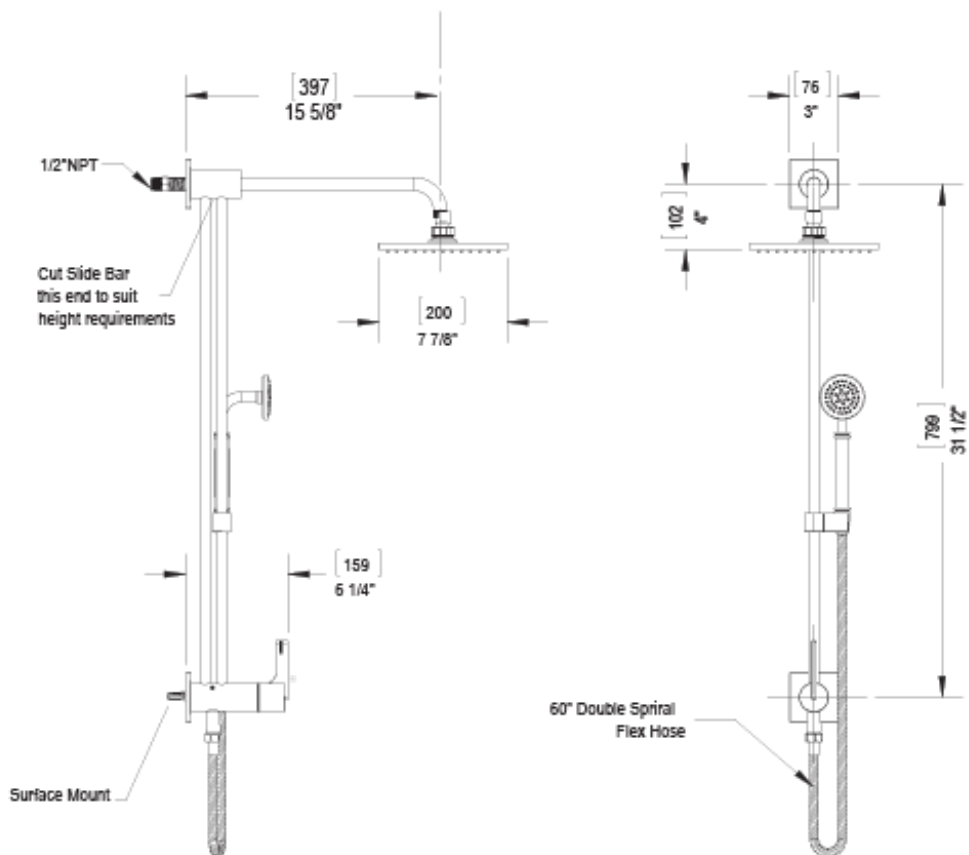 [397]
15 5/8"
[76]
3"
1/2"NPT
[102]
4"
Cut Slide Bar
this end to suit
height requirements
[200]
7 7/8"
[799]
31 1/2"
[159]
6 1/4"
60" Double Spriral
Flex Hose
Surface Mount